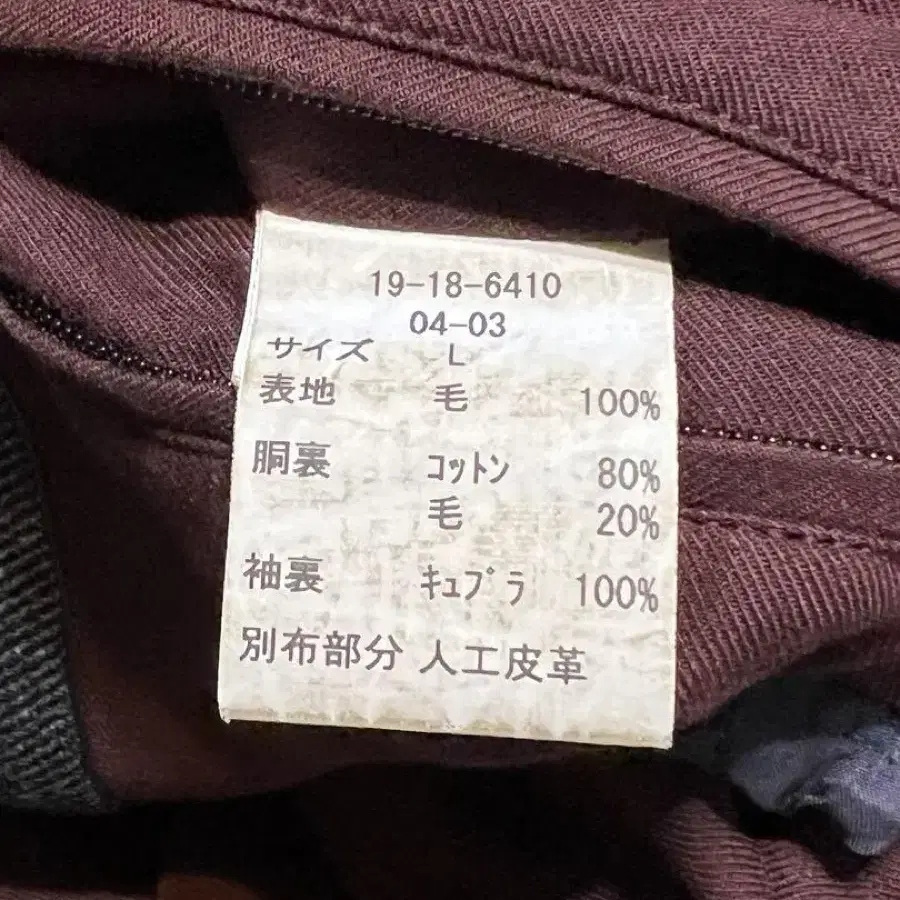 19-18-6410
04-03
サイズ L
表地 毛 100%
胴裏 ｺｯﾄﾝ 80%
毛 20%
袖裏 ｷｭﾌﾟﾗ 100%
別布部分 人工皮革